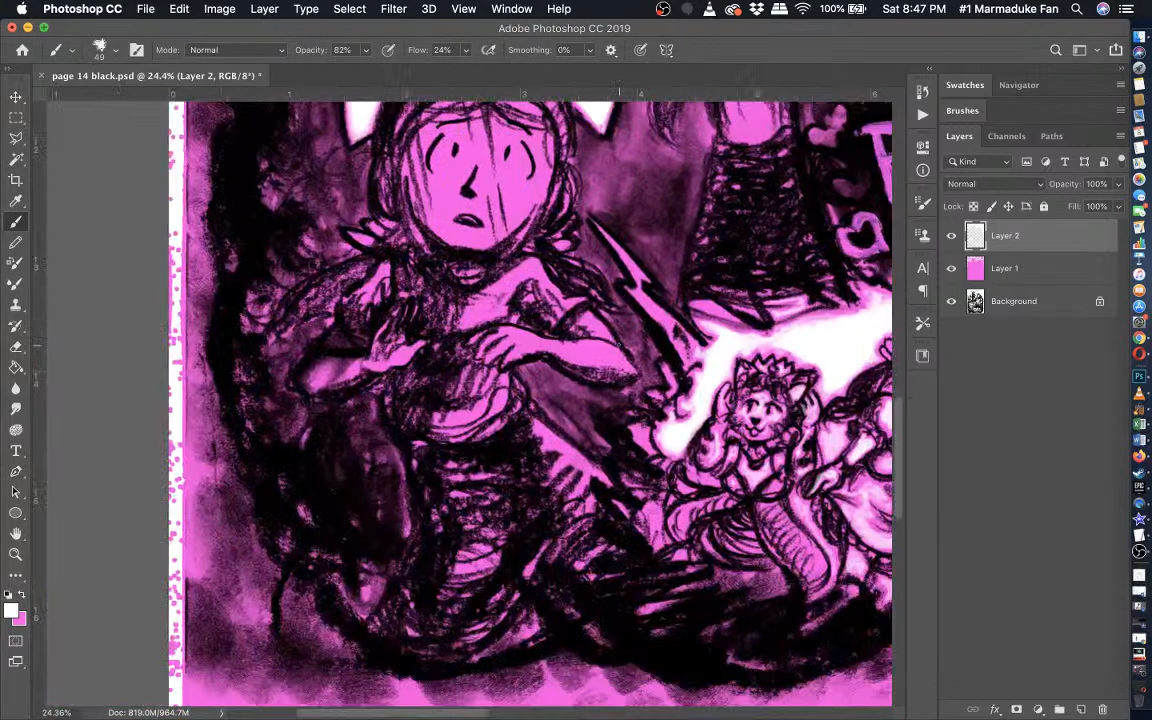 Photoshop CC File Edit Image Layer Type Select Filter 3D View Window Help 100% Sat 8:47 PM #1 Marmaduke Fan
Adobe Photoshop CC 2019
49 Mode: Normal Opacity: 82% Flow: 24% Smoothing: 0%
page 14 black.psd @ 24.4% (Layer 2, RGB/8*) *
Swatches Navigator
Brushes
Layers Channels Paths
Kind
Normal Opacity: 100%
Lock: Fill: 100%
Layer 2
Layer 1
Background
24.36% Doc: 819.0M/964.7M